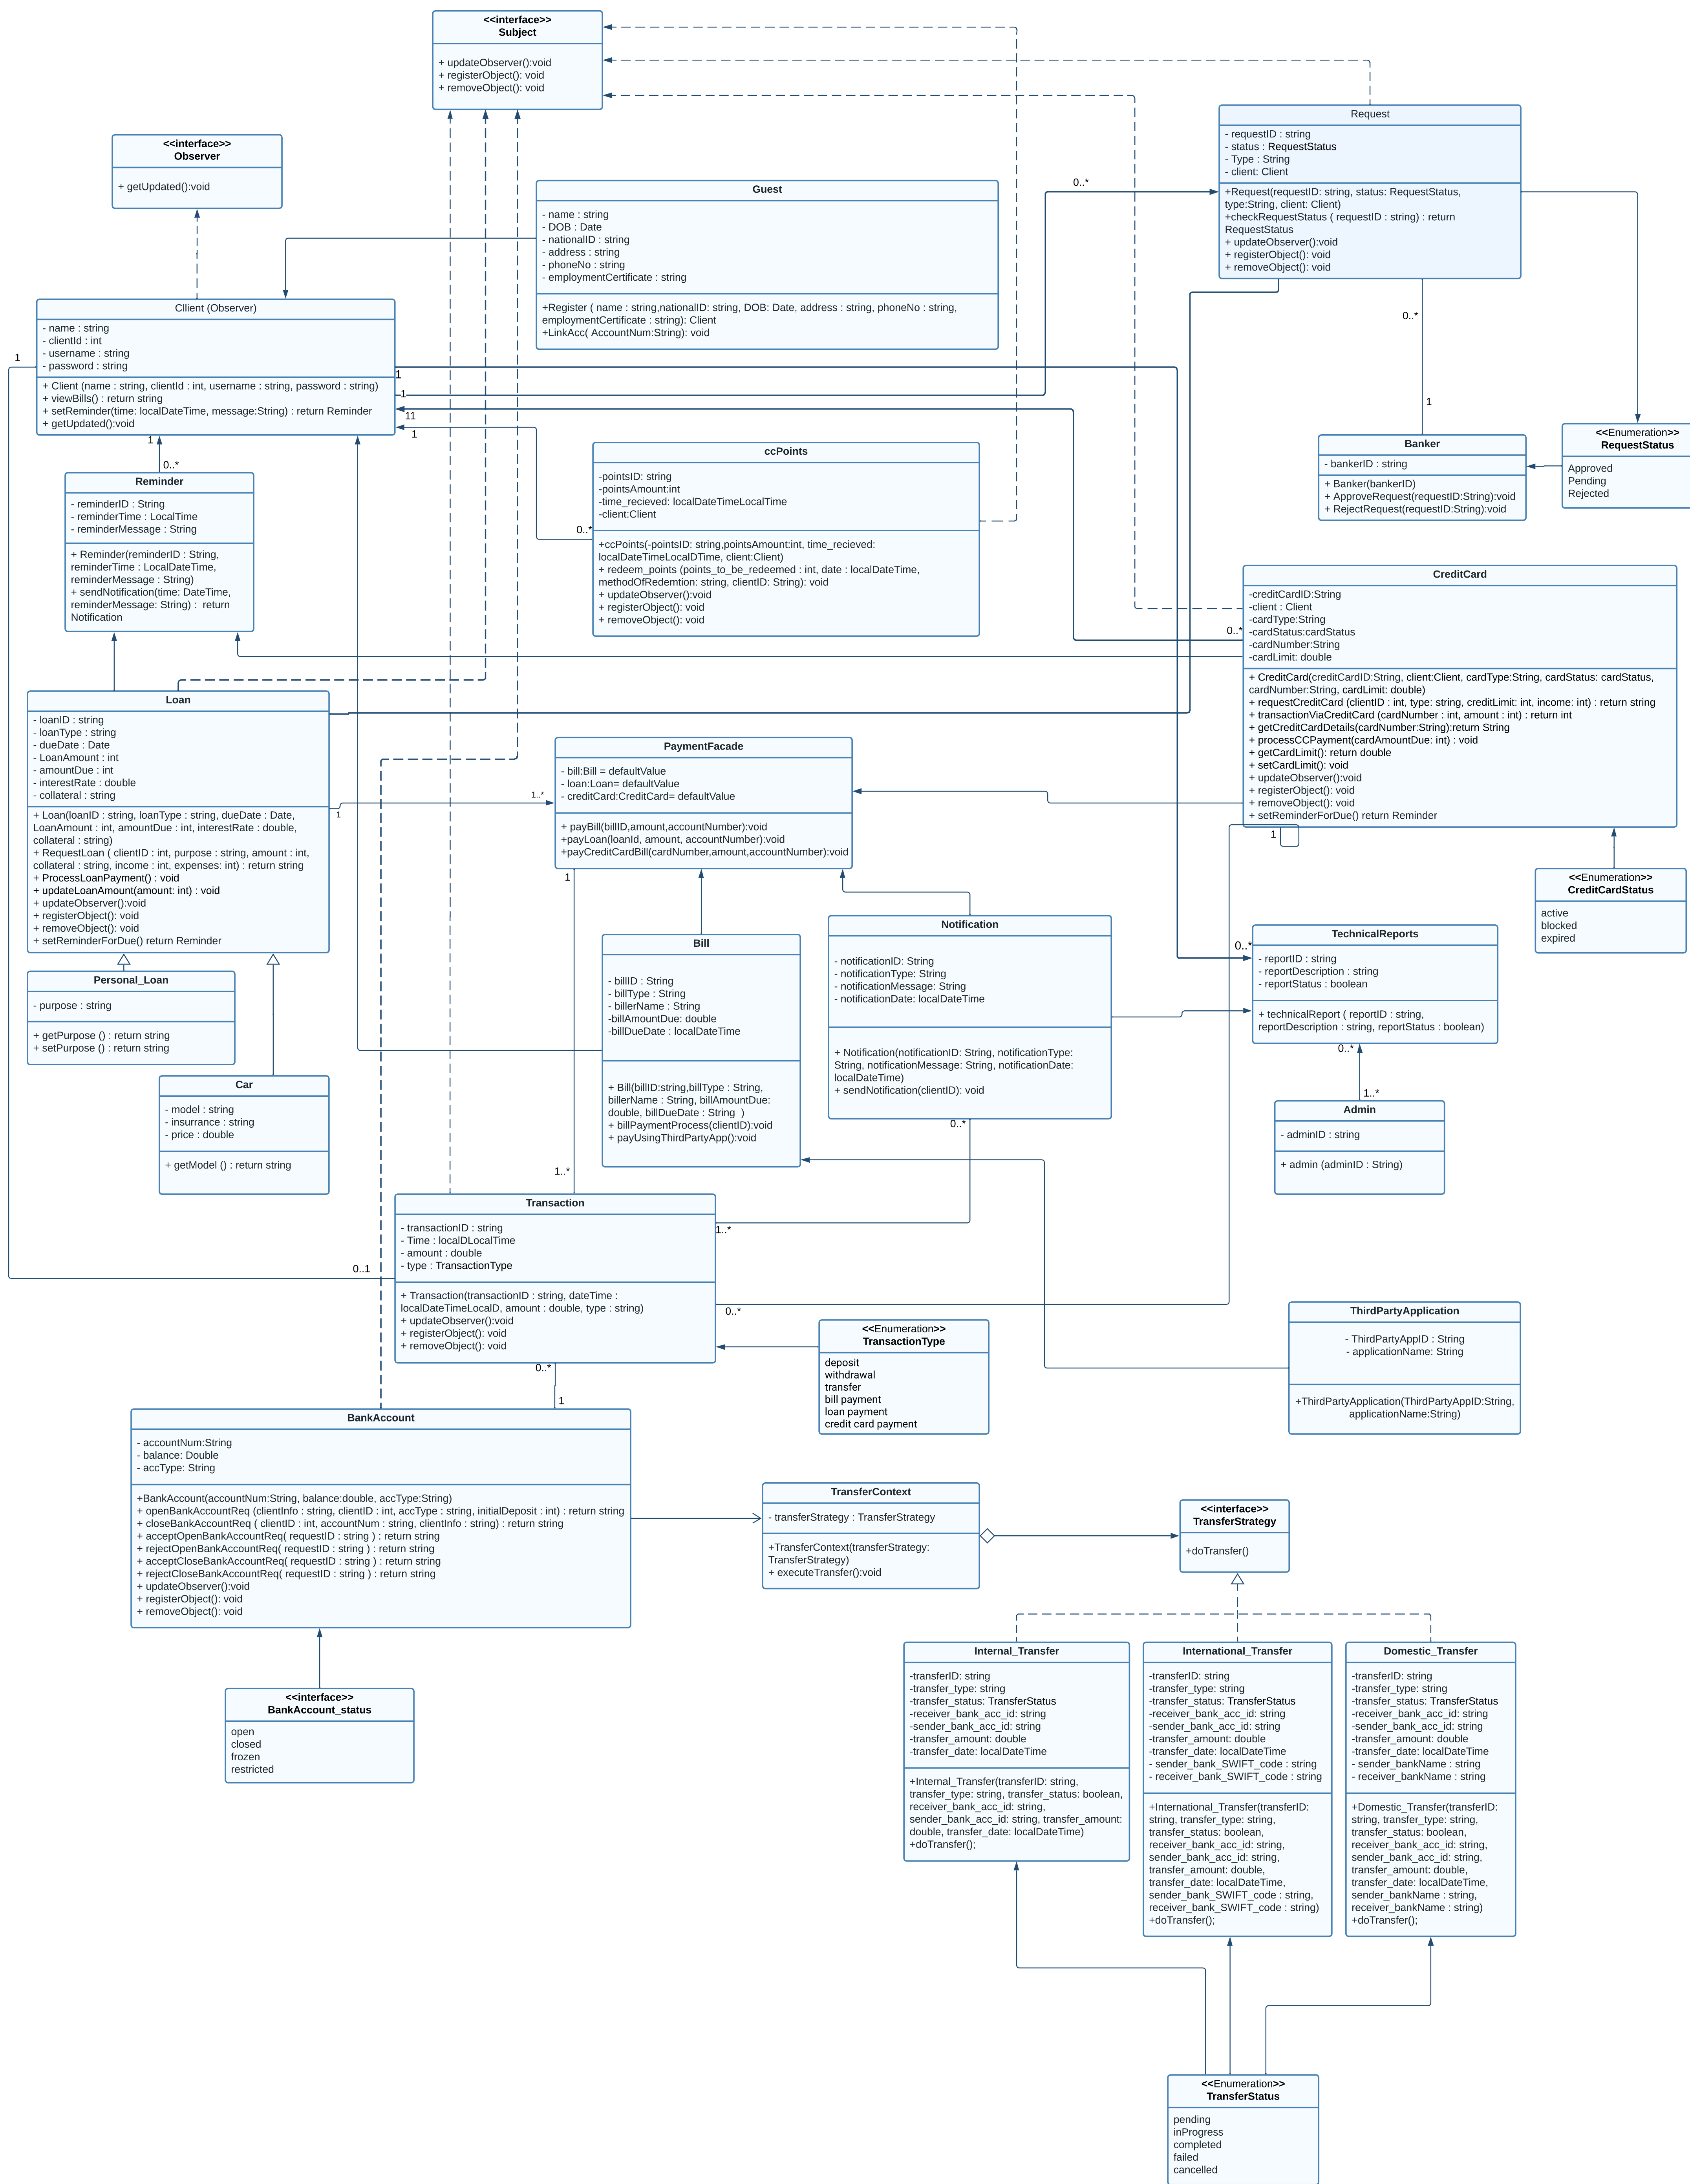 <<interface>>
Subject
+ updateObserver():void
+ registerObject(): void
+ removeObject(): void
<<interface>>
Observer
+ getUpdated():void
Request
- requestID : string
- status : RequestStatus
- Type : String
- client: Client
+Request(requestID: string, status: RequestStatus,
type:String, client: Client)
+checkRequestStatus ( requestID : string) : return
RequestStatus
+ updateObserver():void
+ registerObject(): void
+ removeObject(): void
Guest
- name : string
- DOB : Date
- nationalID : string
- address : string
- phoneNo : string
- employmentCertificate : string
+Register ( name : string,nationalID: string, DOB: Date, address : string, phoneNo : string,
employmentCertificate : string): Client
+LinkAcc( AccountNum:String): void
0..*
Cllient (Observer)
- name : string
- clientId : int
- username : string
- password : string
+ Client (name : string, clientId : int, username : string, password : string)
+ viewBills() : return string
+ setReminder(time: localDateTime, message:String) : return Reminder
+ getUpdated():void
1
1
1
11
1
1
0..*
0..*
1
Banker
- bankerID : string
+ Banker(bankerID)
+ ApproveRequest(requestID:String):void
+ RejectRequest(requestID:String):void
<<Enumeration>>
RequestStatus
Approved
Pending
Rejected
Reminder
- reminderID : String
- reminderTime : LocalTime
- reminderMessage : String
+ Reminder(reminderID : String,
reminderTime : LocalDateTime,
reminderMessage : String)
+ sendNotification(time: DateTime,
reminderMessage: String) :  return
Notification
ccPoints
-pointsID: string
-pointsAmount:int
-time_recieved: localDateTimeLocalTime
-client:Client
+ccPoints(-pointsID: string,pointsAmount:int, time_recieved:
localDateTimeLocalDTime, client:Client)
+ redeem_points (points_to_be_redeemed : int, date : localDateTime,
methodOfRedemtion: string, clientID: String): void
+ updateObserver():void
+ registerObject(): void
+ removeObject(): void
0..*
CreditCard
-creditCardID:String
-client : Client
-cardType:String
-cardStatus:cardStatus
-cardNumber:String
-cardLimit: double
+ CreditCard(creditCardID:String, client:Client, cardType:String, cardStatus: cardStatus,
cardNumber:String, cardLimit: double)
+ requestCreditCard (clientID : int, type: string, creditLimit: int, income: int) : return string
+ transactionViaCreditCard (cardNumber : int, amount : int) : return int
+ getCreditCardDetails(cardNumber:String):return String
+ processCCPayment(cardAmountDue: int) : void
+ getCardLimit(): return double
+ setCardLimit(): void
+ updateObserver():void
+ registerObject(): void
+ removeObject(): void
+ setReminderForDue() return Reminder
0..*
1
Loan
- loanID : string
- loanType : string
- dueDate : Date
- LoanAmount : int
- amountDue : int
- interestRate : double
- collateral : string
+ Loan(loanID : string, loanType : string, dueDate : Date,
LoanAmount : int, amountDue : int, interestRate : double,
collateral : string)
+ RequestLoan ( clientID : int, purpose : string, amount : int,
collateral : string, income : int, expenses: int) : return string
+ ProcessLoanPayment() : void
+ updateLoanAmount(amount: int) : void
+ updateObserver():void
+ registerObject(): void
+ removeObject(): void
+ setReminderForDue() return Reminder
1
1..*
PaymentFacade
- bill:Bill = defaultValue
- loan:Loan= defaultValue
- creditCard:CreditCard= defaultValue
+ payBill(billID,amount,accountNumber):void
+payLoan(loanId, amount, accountNumber):void
+payCreditCardBill(cardNumber,amount,accountNumber):void
1
1..*
<<Enumeration>>
CreditCardStatus
active
blocked
expired
Personal_Loan
- purpose : string
+ getPurpose () : return string
+ setPurpose () : return string
Car
- model : string
- insurrance : string
- price : double
+ getModel () : return string
Bill
- billID : String
- billType : String
- billerName : String
-billAmountDue: double
-billDueDate : localDateTime
+ Bill(billID:string,billType : String,
billerName : String, billAmountDue:
double, billDueDate : String  )
+ billPaymentProcess(clientID):void
+ payUsingThirdPartyApp():void
Notification
- notificationID: String
- notificationType: String
- notificationMessage: String
- notificationDate: localDateTime
+ Notification(notificationID: String, notificationType:
String, notificationMessage: String, notificationDate:
localDateTime)
+ sendNotification(clientID): void
0..*
TechnicalReports
- reportID : string
- reportDescription : string
- reportStatus : boolean
+ technicalReport ( reportID : string,
reportDescription : string, reportStatus : boolean)
0..*
0..*
1..*
Admin
- adminID : string
+ admin (adminID : String)
Transaction
- transactionID : string
- Time : localDLocalTime
- amount : double
- type : TransactionType
+ Transaction(transactionID : string, dateTime :
localDateTimeLocalD, amount : double, type : string)
+ updateObserver():void
+ registerObject(): void
+ removeObject(): void
1..*
0..1
0..*
0..*
1
<<Enumeration>>
TransactionType
deposit
withdrawal
transfer
bill payment
loan payment
credit card payment
ThirdPartyApplication
- ThirdPartyAppID : String
- applicationName: String
+ThirdPartyApplication(ThirdPartyAppID:String,
applicationName:String)
BankAccount
- accountNum:String
- balance: Double
- accType: String
+BankAccount(accountNum:String, balance:double, accType:String)
+ openBankAccountReq (clientInfo : string, clientID : int, accType : string, initialDeposit : int) : return string
+ closeBankAccountReq ( clientID : int, accountNum : string, clientInfo : string) : return string
+ acceptOpenBankAccountReq( requestID : string ) : return string
+ rejectOpenBankAccountReq( requestID : string ) : return string
+ acceptCloseBankAccountReq( requestID : string ) : return string
+ rejectCloseBankAccountReq( requestID : string ) : return string
+ updateObserver():void
+ registerObject(): void
+ removeObject(): void
TransferContext
- transferStrategy : TransferStrategy
+TransferContext(transferStrategy:
TransferStrategy)
+ executeTransfer():void
<<interface>>
TransferStrategy
+doTransfer()
<<interface>>
BankAccount_status
open
closed
frozen
restricted
Internal_Transfer
-transferID: string
-transfer_type: string
-transfer_status: TransferStatus
-receiver_bank_acc_id: string
-sender_bank_acc_id: string
-transfer_amount: double
-transfer_date: localDateTime
+Internal_Transfer(transferID: string,
transfer_type: string, transfer_status: boolean,
receiver_bank_acc_id: string,
sender_bank_acc_id: string, transfer_amount:
double, transfer_date: localDateTime)
+doTransfer();
International_Transfer
-transferID: string
-transfer_type: string
-transfer_status: TransferStatus
-receiver_bank_acc_id: string
-sender_bank_acc_id: string
-transfer_amount: double
-transfer_date: localDateTime
- sender_bank_SWIFT_code : string
- receiver_bank_SWIFT_code : string
+International_Transfer(transferID:
string, transfer_type: string,
transfer_status: boolean,
receiver_bank_acc_id: string,
sender_bank_acc_id: string,
transfer_amount: double,
transfer_date: localDateTime,
sender_bank_SWIFT_code : string,
receiver_bank_SWIFT_code : string)
+doTransfer();
Domestic_Transfer
-transferID: string
-transfer_type: string
-transfer_status: TransferStatus
-receiver_bank_acc_id: string
-sender_bank_acc_id: string
-transfer_amount: double
-transfer_date: localDateTime
- sender_bankName : string
- receiver_bankName : string
+Domestic_Transfer(transferID:
string, transfer_type: string,
transfer_status: boolean,
receiver_bank_acc_id: string,
sender_bank_acc_id: string,
transfer_amount: double,
transfer_date: localDateTime,
sender_bankName : string,
receiver_bankName : string)
+doTransfer();
<<Enumeration>>
TransferStatus
pending
inProgress
completed
failed
cancelled